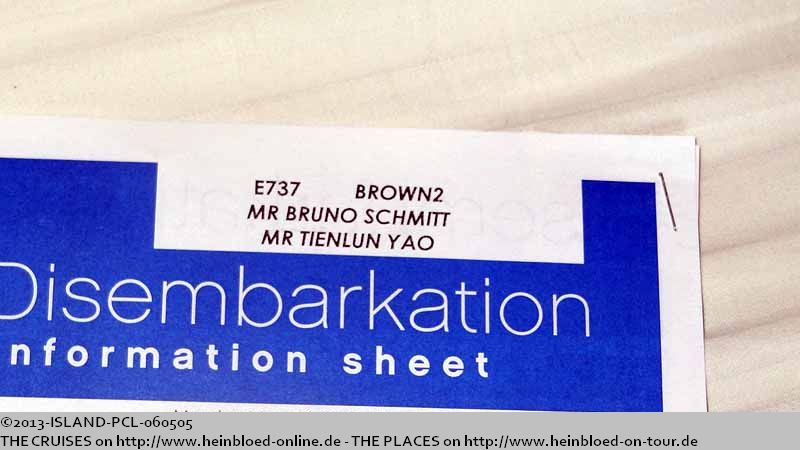 E737 BROWN2
MR BRUNO SCHMITT
MR TIENLUN YAO
Disembarkation
nformation sheet
©2013-ISLAND-PCL-060505
THE CRUISES on http://www.heinbloed-online.de - THE PLACES on http://www.heinbloed-on-tour.de